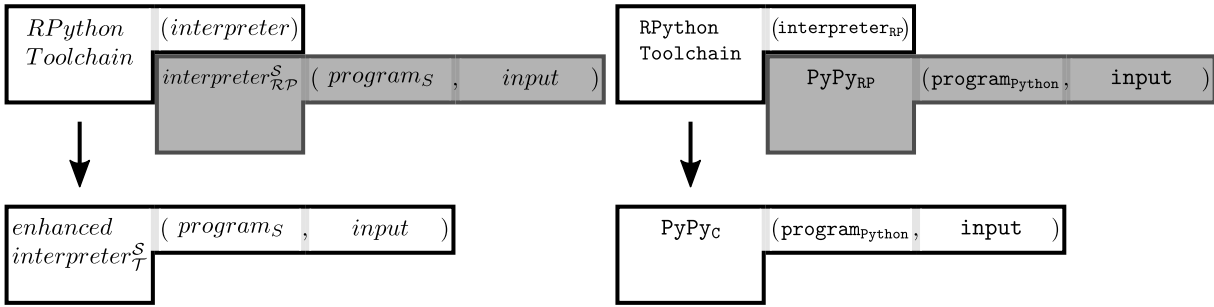 RPython
Toolchain
(interpreter)
interpreter^S_RP ( program_S , input )
enhanced
interpreter^S_T
( program_S , input )
RPython
Toolchain
(interpreter_RP)
PyPy_RP (program_Python, input )
PyPy_C (program_Python, input )